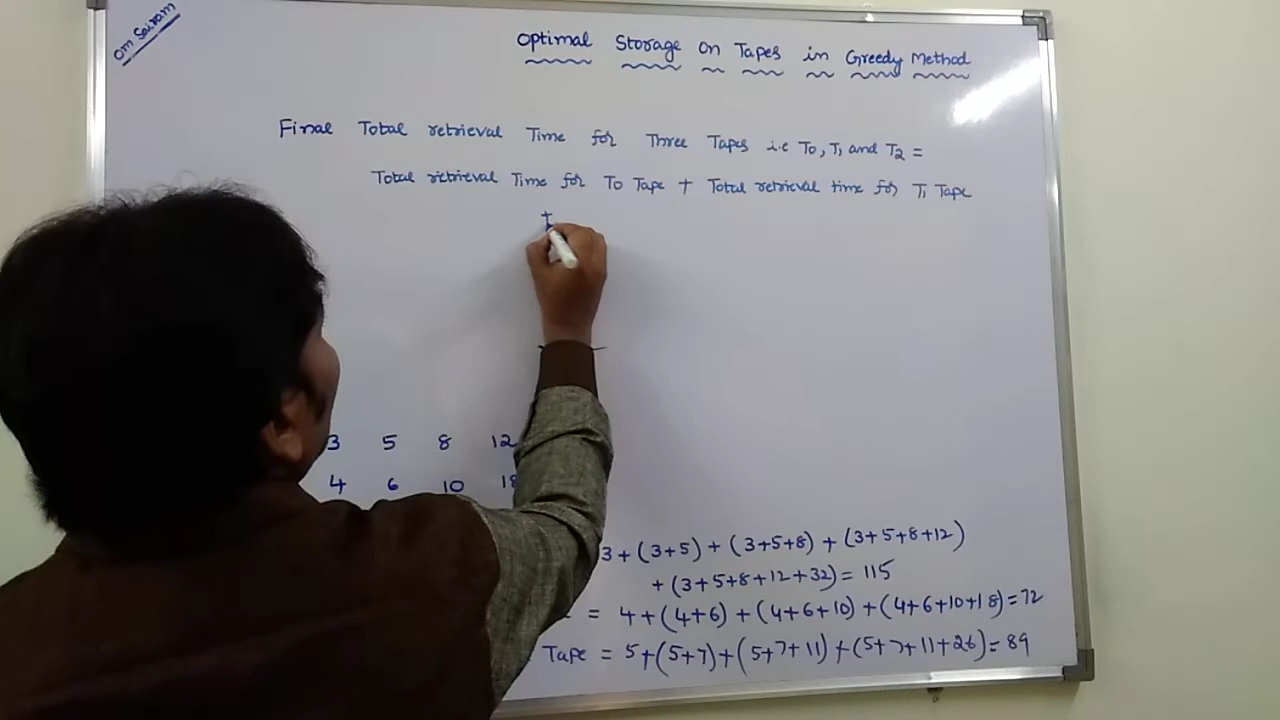 Om Sairam
Optimal Storage on Tapes in Greedy Method
Final Total retrieval Time for Three Tapes i.e T0, T1 and T2 =
Total retrieval Time for T0 Tape + Total retrieval time for T1 Tape
+
3 5 8 12
4 6 10 18
3 + (3+5) + (3+5+8) + (3+5+8+12)
+ (3+5+8+12+32) = 115
= 4 + (4+6) + (4+6+10) + (4+6+10+18) = 72
Tape = 5+(5+7)+(5+7+11)+(5+7+11+26)= 89